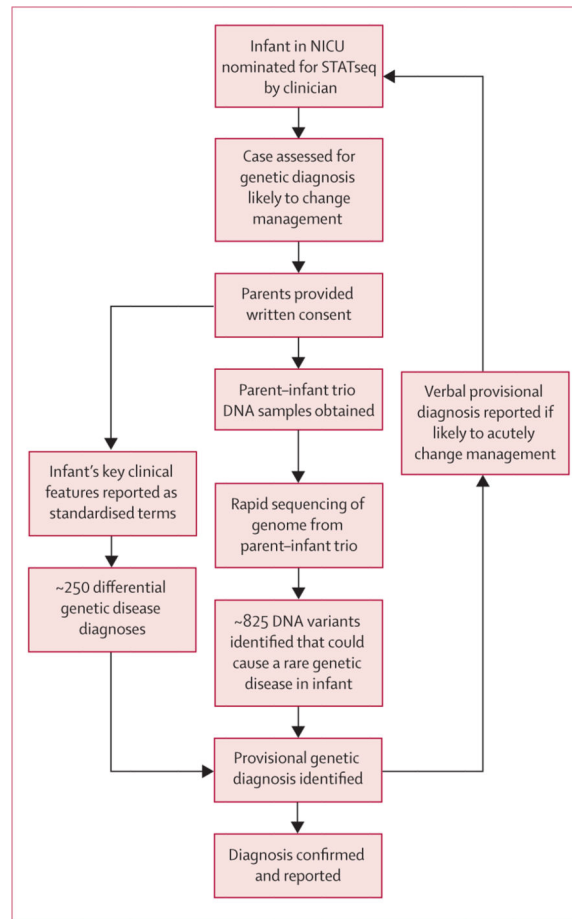 Infant in NICU
nominated for STATseq
by clinician
Case assessed for
genetic diagnosis
likely to change
management
Parents provided
written consent
Parent–infant trio
DNA samples obtained
Verbal provisional
diagnosis reported if
likely to acutely
change management
Infant's key clinical
features reported as
standardised terms
Rapid sequencing of
genome from
parent–infant trio
~250 differential
genetic disease
diagnoses
~825 DNA variants
identified that could
cause a rare genetic
disease in infant
Provisional genetic
diagnosis identified
Diagnosis confirmed
and reported